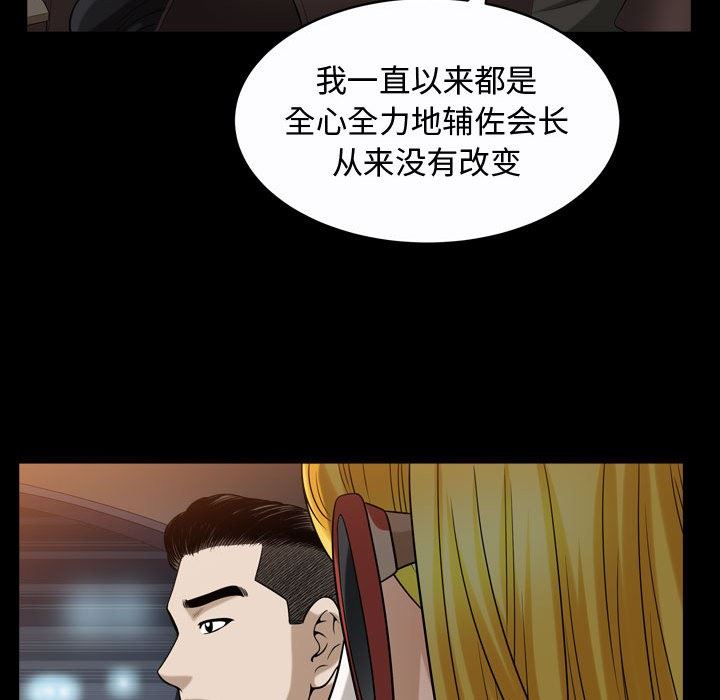 我一直以来都是
全心全力地辅佐会长
从来没有改变